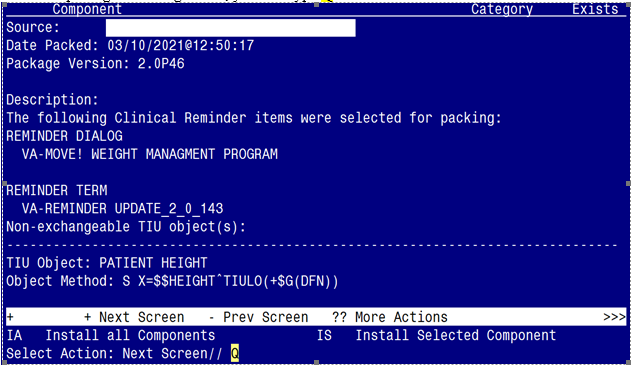 Component Category Exists
Source:
Date Packed: 03/10/2021@12:50:17
Package Version: 2.0P46
Description:
The following Clinical Reminder items were selected for packing:
REMINDER DIALOG
VA-MOVE! WEIGHT MANAGMENT PROGRAM
REMINDER TERM
VA-REMINDER UPDATE_2_0_143
Non-exchangeable TIU object(s):
--------------------------------------------------------------------------------
TIU Object: PATIENT HEIGHT
Object Method: S X=$$HEIGHT^TIULO(+$G(DFN))
+ + Next Screen - Prev Screen ?? More Actions >>>
IA Install all Components IS Install Selected Component
Select Action: Next Screen// Q